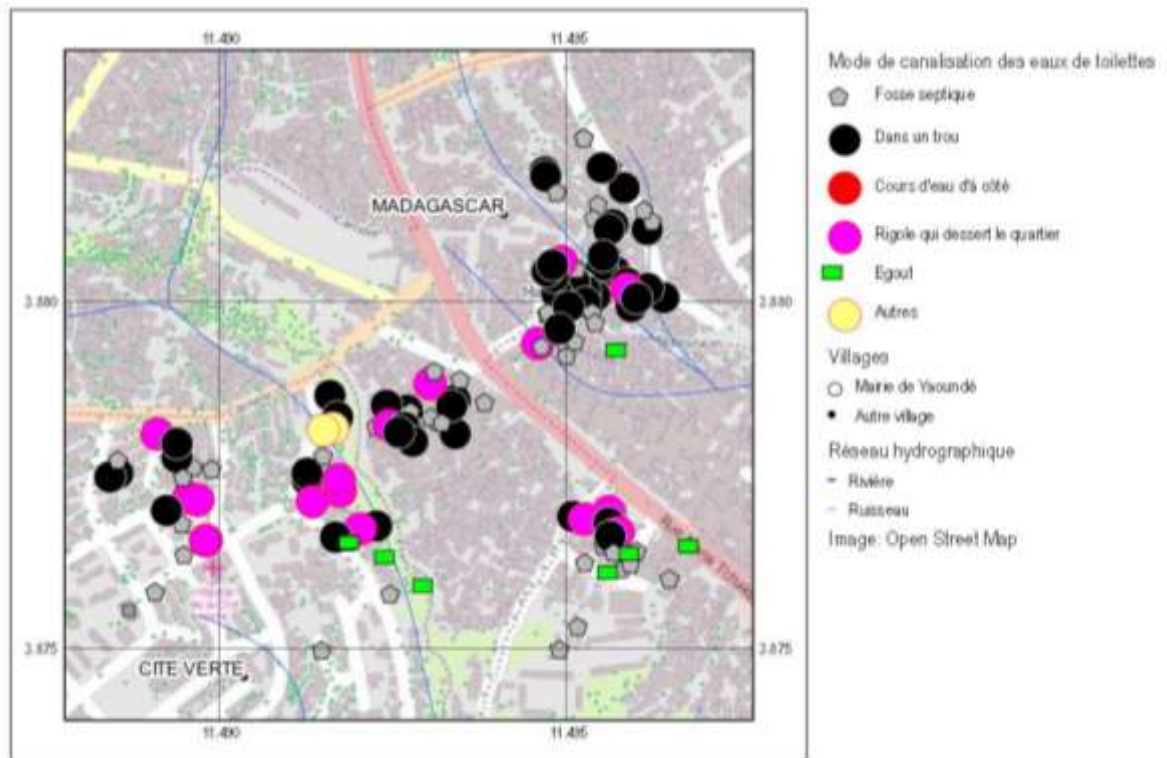 11.490 11.495
MADAGASCAR
3.880
3.875 3.875
CITE VERTE
11.490 11.495
Mode de canalisation des eaux de toilettes
Fosse septique
Dans un trou
Cours d'eau d'à côté
Rigole qui dessert le quartier
Egout
Autres
Villages
Mairie de Yaoundé
Autre village
Réseau hydrographique
Rivière
Ruisseau
Image: Open Street Map